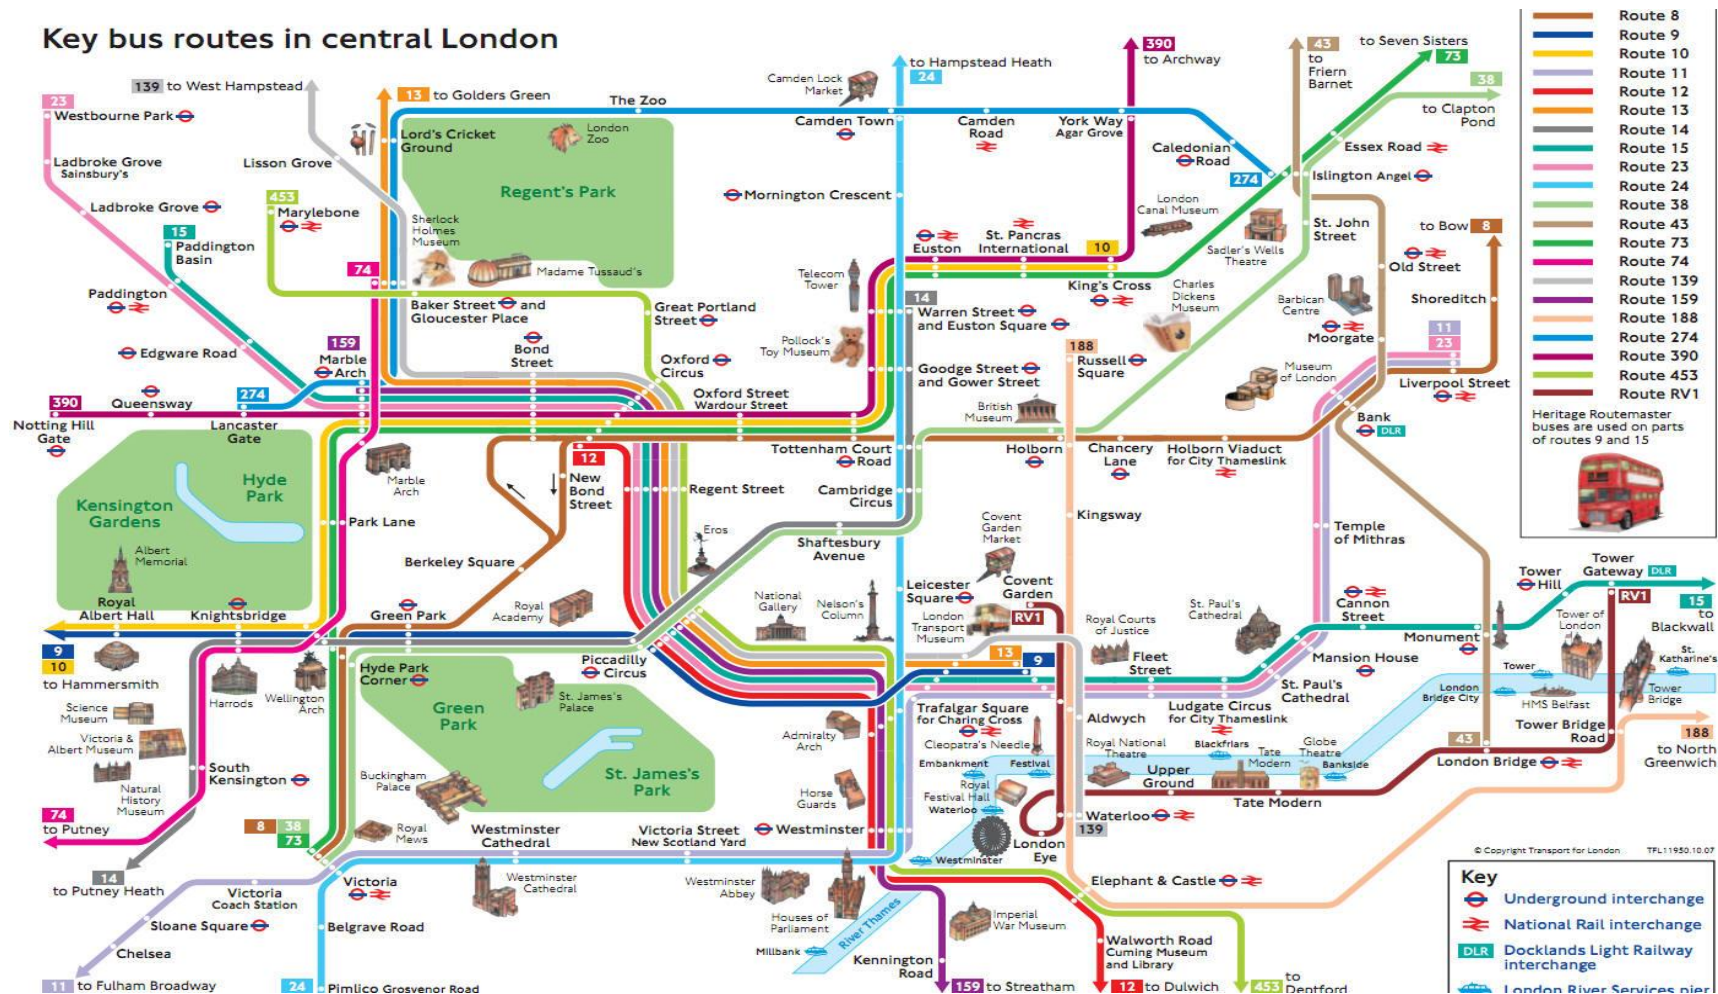 Key bus routes in central London
139 to West Hampstead
13 to Golders Green
The Zoo
Camden Lock
Market
to Hampstead Heath
24
390
to Archway
43
to
Friern
Barnet
to Seven Sisters
73
38
to Clapton
Pond
23
Westbourne Park
Lord's Cricket
Ground
London
Zoo
Camden Town
Camden
Road
York Way
Agar Grove
Caledonian
Road
274
Essex Road
Islington Angel
Ladbroke Grove
Sainsbury's
Lisson Grove
Regent's Park
Mornington Crescent
Ladbroke Grove
453
Marylebone
Sherlock
Holmes
Museum
London
Canal Museum
St. Pancras
International
Euston
10
Sadler's Wells
Theatre
St. John
Street
to Bow 8
15
Paddington
Basin
74
Madame Tussaud's
Telecom
Tower
King's Cross
Old Street
Paddington
Baker Street and
Gloucester Place
Great Portland
Street
14
Warren Street
and Euston Square
Charles
Dickens
Museum
Barbican
Centre
Shoreditch
Edgware Road
159
Marble
Arch
Bond
Street
Oxford
Circus
Pollock's
Toy Museum
188
Russell
Square
Moorgate
11
23
Goodge Street
and Gower Street
Museum
of London
Liverpool Street
390
Queensway
274
Oxford Street
Wardour Street
British
Museum
Bank
DLR
Notting Hill
Gate
Lancaster
Gate
12
Tottenham Court
Road
Holborn
Chancery
Lane
Holborn Viaduct
for City Thameslink
Hyde
Park
Kensington
Gardens
Marble
Arch
New
Bond
Street
Regent Street
Cambridge
Circus
Park Lane
Eros
Shaftesbury
Avenue
Covent
Garden
Market
Kingsway
Temple
of Mithras
Albert
Memorial
Berkeley Square
Royal
Academy
National
Gallery
Nelson's
Column
Leicester
Square
Covent
Garden
London
Transport
Museum
RV1
Royal Courts
of Justice
St. Paul's
Cathedral
Cannon
Street
Tower
Hill
Tower
Gateway DLR
RV1
15
to
Blackwall
Royal
Albert Hall
Knightsbridge
Green Park
Monument
Tower of
London
9
10
to Hammersmith
Harrods
Wellington
Arch
Hyde Park
Corner
Piccadilly
Circus
13
9
Fleet
Street
Mansion House
St. Paul's
Cathedral
Tower
St.
Katharine's
London
Bridge City
HMS Belfast
Tower
Bridge
Science
Museum
Victoria &
Albert Museum
Natural
History
Museum
South
Kensington
St. James's
Palace
Green
Park
St. James's
Park
Buckingham
Palace
Admiralty
Arch
Horse
Guards
Trafalgar Square
for Charing Cross
Cleopatra's Needle
Embankment
Festival
Aldwych
Ludgate Circus
for City Thameslink
Royal National
Theatre
Blackfriars
Tate
Modern
Globe
Theatre
Bankside
Upper
Ground
Tate Modern
43
London Bridge
Tower Bridge
Road
188
to North
Greenwich
Royal
Festival Hall
Waterloo
Waterloo
139
London
Eye
74
to Putney
8 38
73
Royal
Mews
Westminster
Cathedral
Victoria Street
New Scotland Yard
Westminster
Westminster
14
to Putney Heath
Victoria
Coach Station
Victoria
Westminster
Cathedral
Westminster
Abbey
Houses of
Parliament
River Thames
Millbank
Elephant & Castle
Imperial
War Museum
Sloane Square
Belgrave Road
Chelsea
Kennington
Road
Walworth Road
Cuming Museum
and Library
11 to Fulham Broadway
24 Pimlico Grosvenor Road
159 to Streatham
12 to Dulwich
453 to
Deptford
Route 8
Route 9
Route 10
Route 11
Route 12
Route 13
Route 14
Route 15
Route 23
Route 24
Route 38
Route 43
Route 73
Route 74
Route 139
Route 159
Route 188
Route 274
Route 390
Route 453
Route RV1
Heritage Routemaster
buses are used on parts
of routes 9 and 15
© Copyright Transport for London TFL11950.10.07
Key
Underground interchange
National Rail interchange
DLR Docklands Light Railway
interchange
London River Services pier